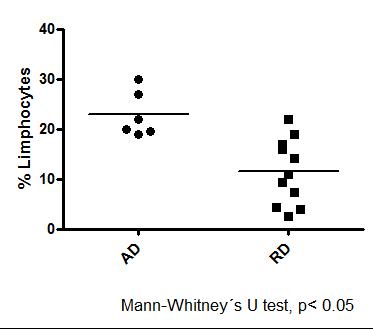 % Limphocytes
40
30
20
10
0
AD
RD
Mann-Whitney´s U test, p< 0.05